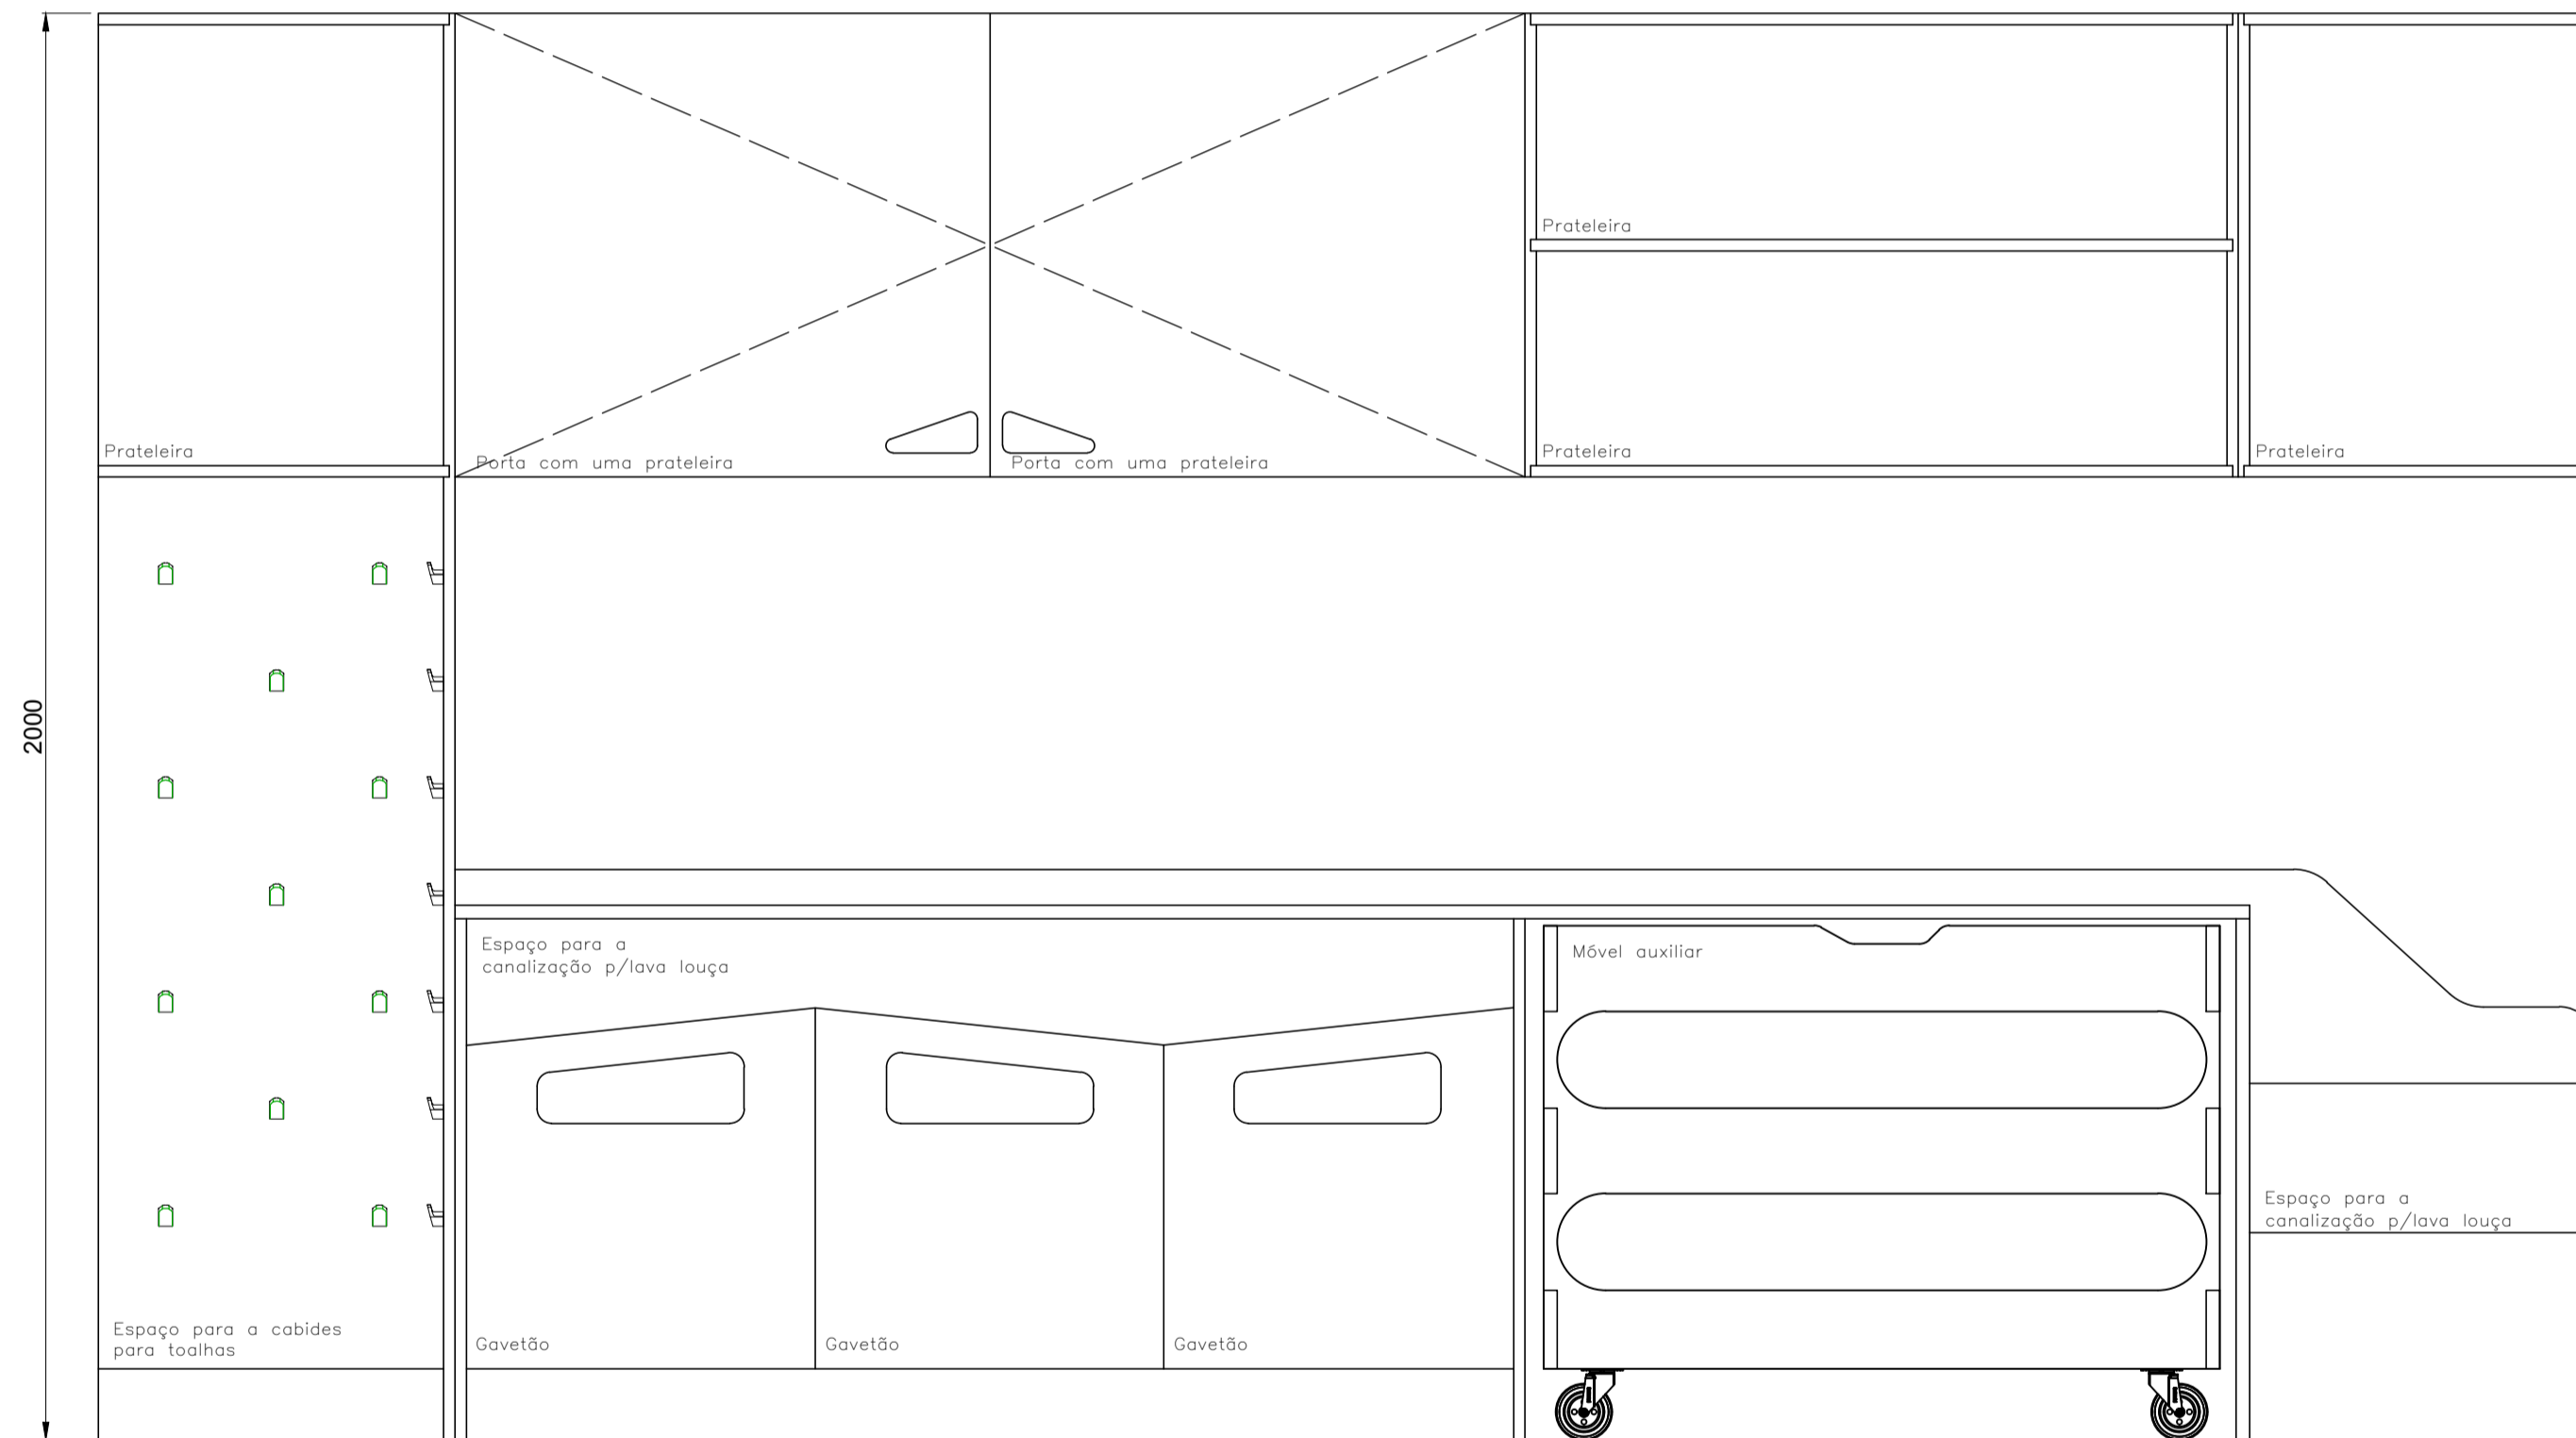 Prateleira
Prateleira
Prateleira
Prateleira
Porta com uma prateleira
Porta com uma prateleira
2000
Espaço para a
canalização p/lava louça
Móvel auxiliar
Espaço para a
canalização p/lava louça
Espaço para a cabides
para toalhas
Gavetão
Gavetão
Gavetão